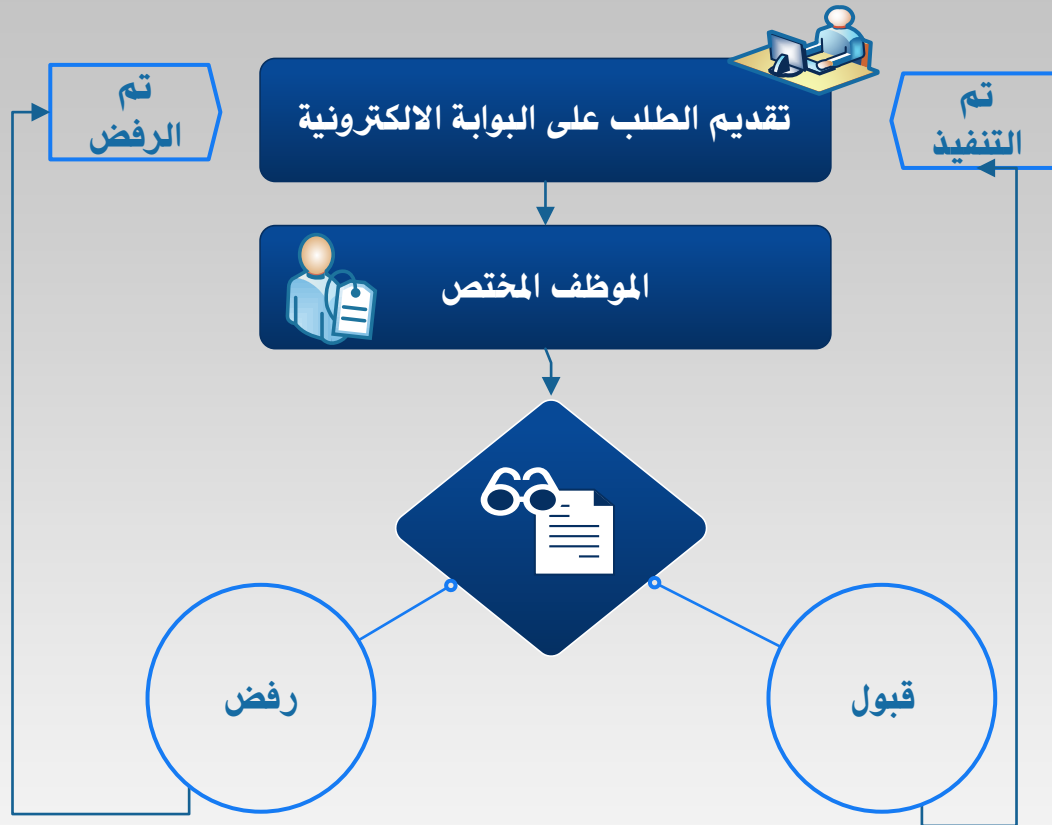 تم
الرفض
تقديم الطلب على البوابة الالكترونية
تم
التنفيذ
الموظف المختص
رفض
قبول